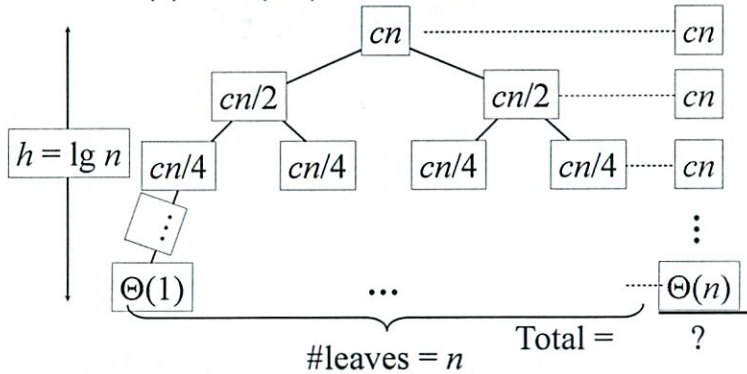 cn cn
cn/2 cn/2 cn
h = lg n cn/4 cn/4 cn/4 cn/4 cn
⋮ ⋮
Θ(1) ... Θ(n)
#leaves = n Total = ?